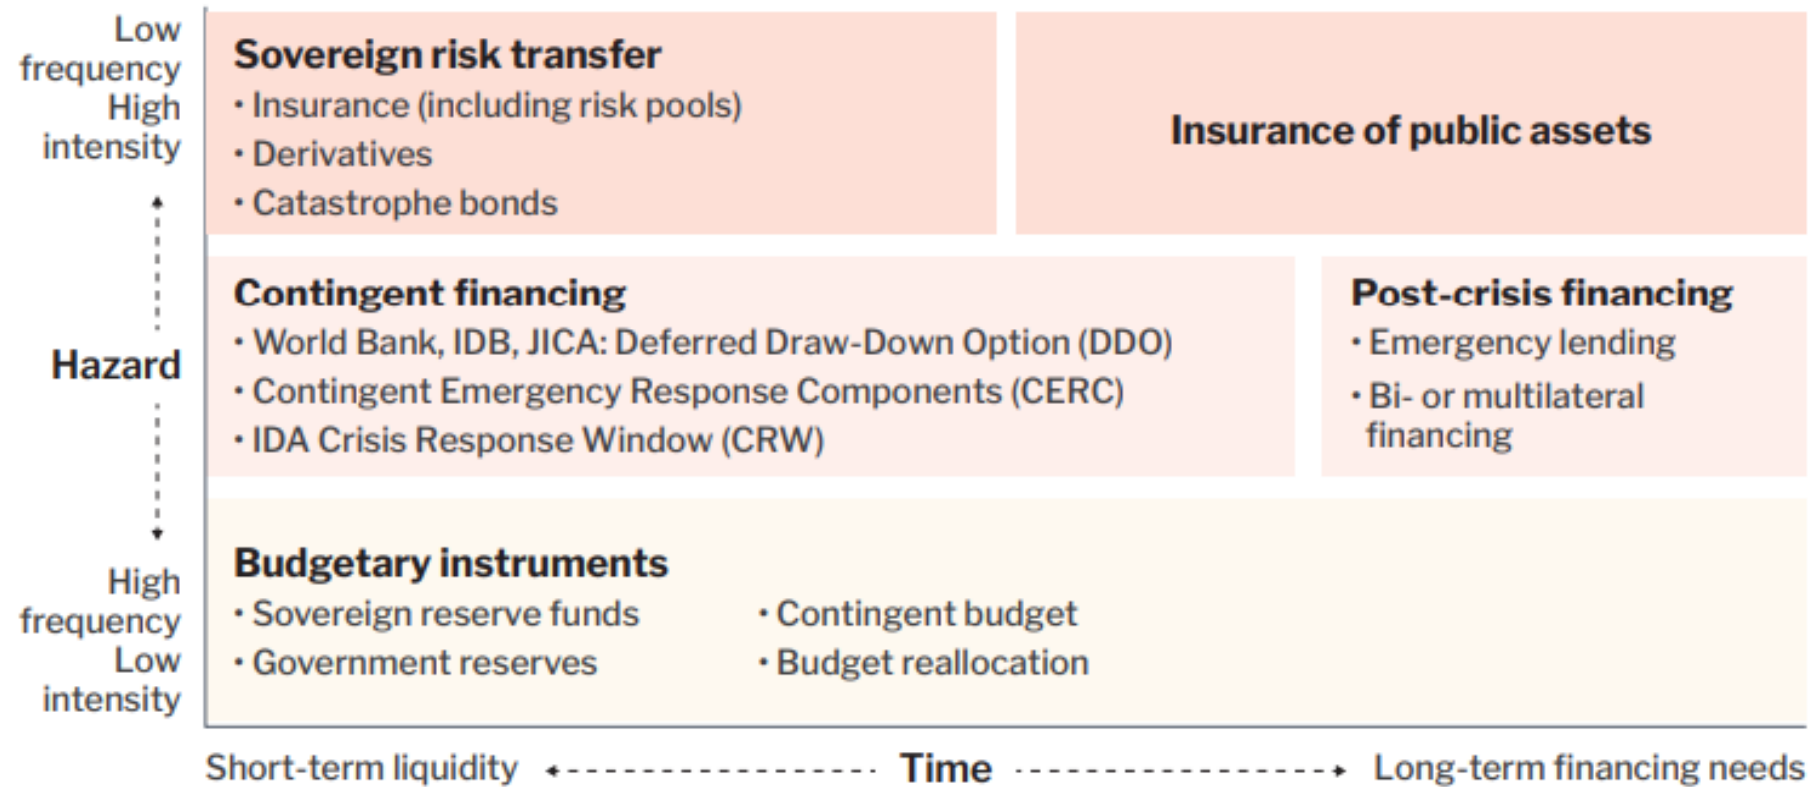 Low
frequency
High
intensity
Sovereign risk transfer
• Insurance (including risk pools)
• Derivatives
• Catastrophe bonds
Insurance of public assets
Hazard
Contingent financing
• World Bank, IDB, JICA: Deferred Draw-Down Option (DDO)
• Contingent Emergency Response Components (CERC)
• IDA Crisis Response Window (CRW)
Post-crisis financing
• Emergency lending
• Bi- or multilateral
financing
High
frequency
Low
intensity
Budgetary instruments
• Sovereign reserve funds
• Government reserves
• Contingent budget
• Budget reallocation
Short-term liquidity
Time
Long-term financing needs